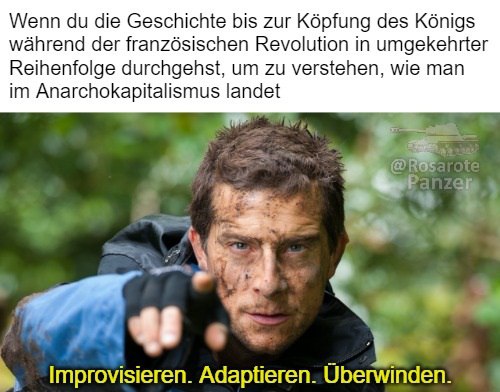 Wenn du die Geschichte bis zur Köpfung des Königs
während der französischen Revolution in umgekehrter
Reihenfolge durchgehst, um zu verstehen, wie man
im Anarchokapitalismus landet
@Rosarote
Panzer
Improvisieren. Adaptieren. Überwinden.